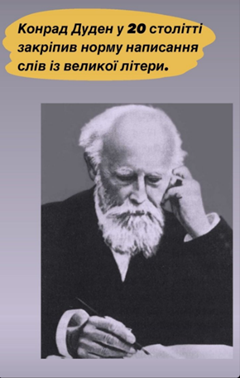 Конрад Дуден у 20 столітті
закріпив норму написання
слів із великої літери.